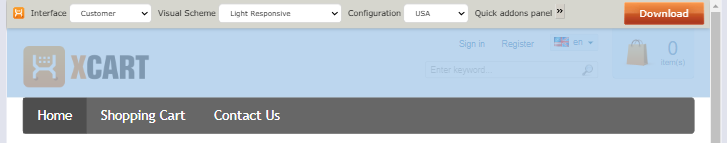 Interface Customer Visual Scheme Light Responsive Configuration USA Quick addons panel » Download
Sign in Register en 0
XCART item(s)
Enter keyword...
Home Shopping Cart Contact Us